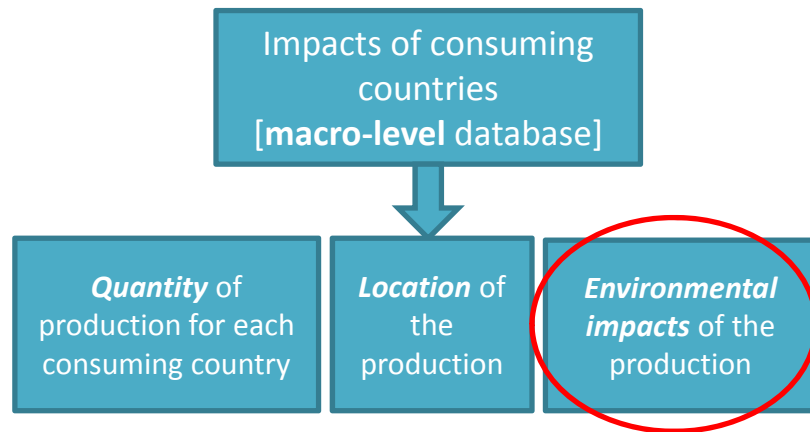 Impacts of consuming
countries
[macro-level database]
Quantity of
production for each
consuming country
Location of
the
production
Environmental
impacts of the
production